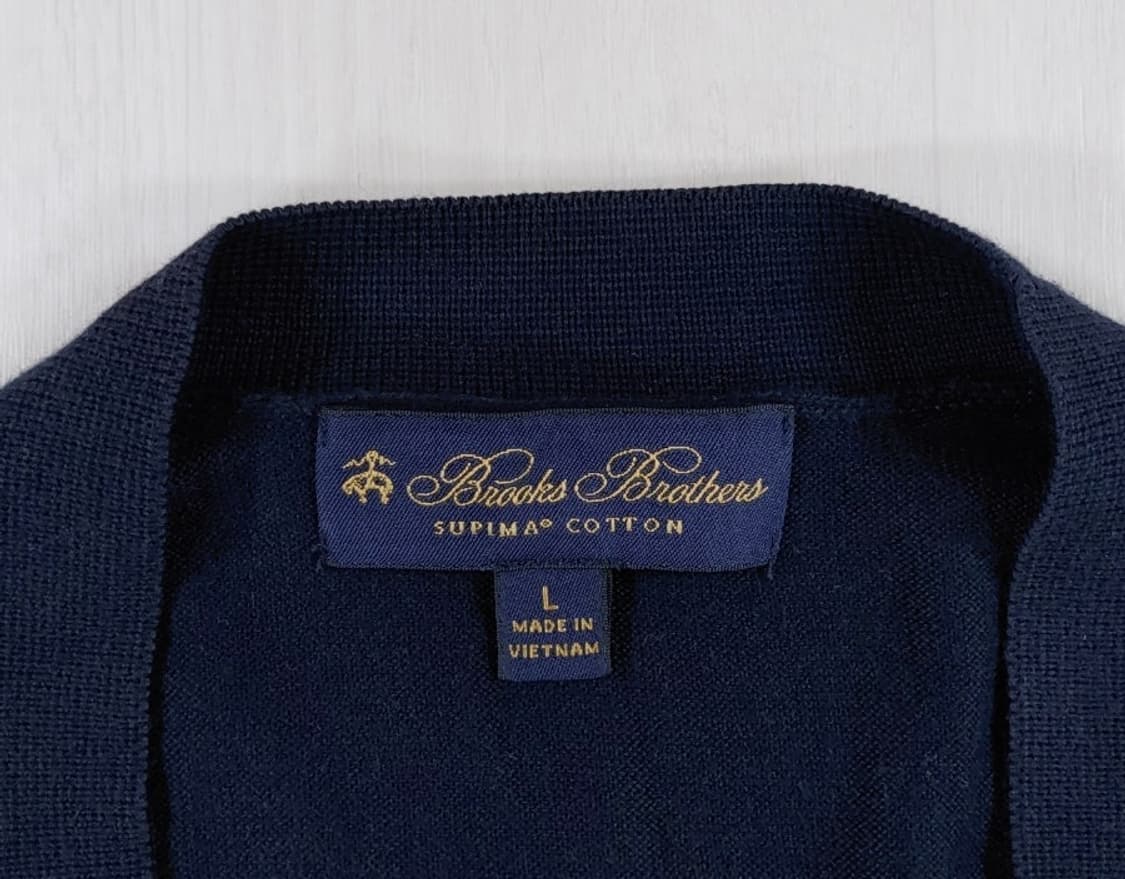 Brooks Brothers
SUPIMA® COTTON
L
MADE IN
VIETNAM